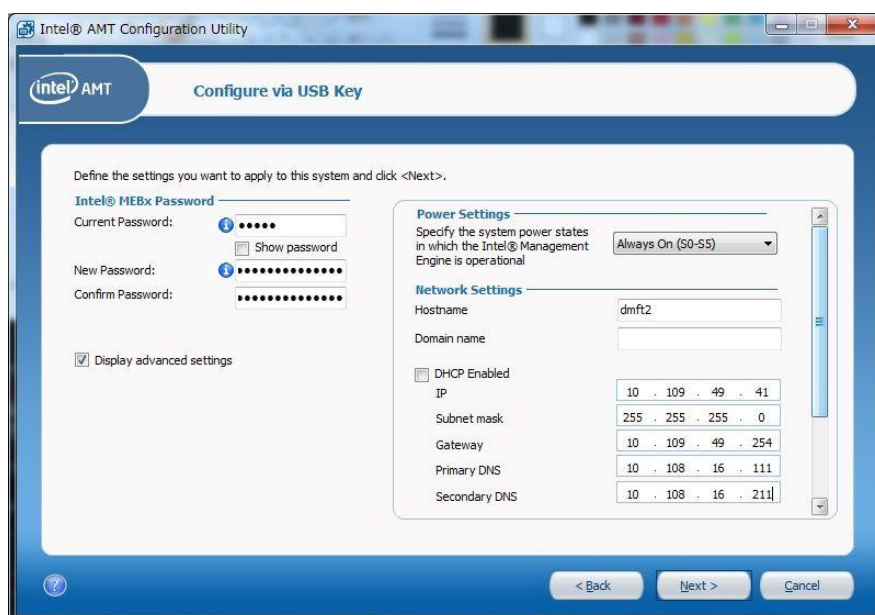 Intel® AMT Configuration Utility
intel AMT
Configure via USB Key
Define the settings you want to apply to this system and click <Next>.
Intel® MEBx Password
Current Password:
•••••
Show password
New Password:
••••••••••••••
Confirm Password:
••••••••••••••
Display advanced settings
Power Settings
Specify the system power states
in which the Intel® Management
Engine is operational
Always On (S0-S5)
Network Settings
Hostname
dmft2
Domain name
DHCP Enabled
IP
10 . 109 . 49 . 41
Subnet mask
255 . 255 . 255 . 0
Gateway
10 . 109 . 49 . 254
Primary DNS
10 . 108 . 16 . 111
Secondary DNS
10 . 108 . 16 . 211
< Back
Next >
Cancel